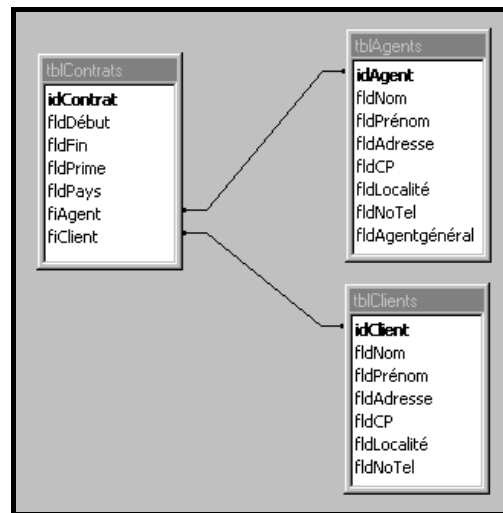 tblContrats
idContrat
fldDébut
fldFin
fldPrime
fldPays
fiAgent
fiClient
tblAgents
idAgent
fldNom
fldPrénom
fldAdresse
fldCP
fldLocalité
fldNoTel
fldAgentgénéral
tblClients
idClient
fldNom
fldPrénom
fldAdresse
fldCP
fldLocalité
fldNoTel